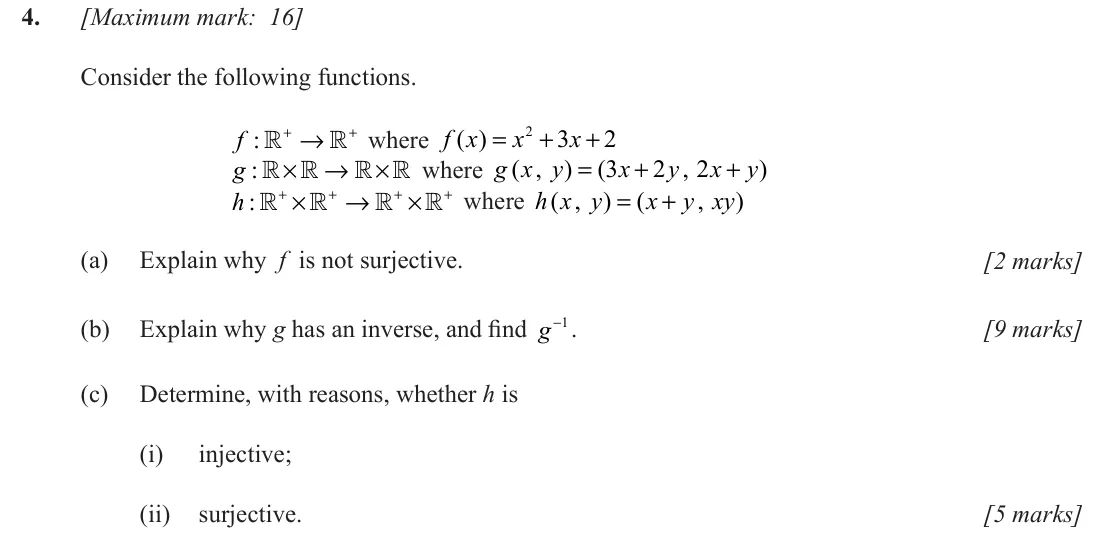 4. [Maximum mark: 16]
Consider the following functions.
f : ℝ⁺ → ℝ⁺ where f(x) = x² + 3x + 2
g : ℝ × ℝ → ℝ × ℝ where g(x, y) = (3x + 2y, 2x + y)
h : ℝ⁺ × ℝ⁺ → ℝ⁺ × ℝ⁺ where h(x, y) = (x + y, xy)
(a) Explain why f is not surjective. [2 marks]
(b) Explain why g has an inverse, and find g⁻¹. [9 marks]
(c) Determine, with reasons, whether h is
(i) injective;
(ii) surjective. [5 marks]